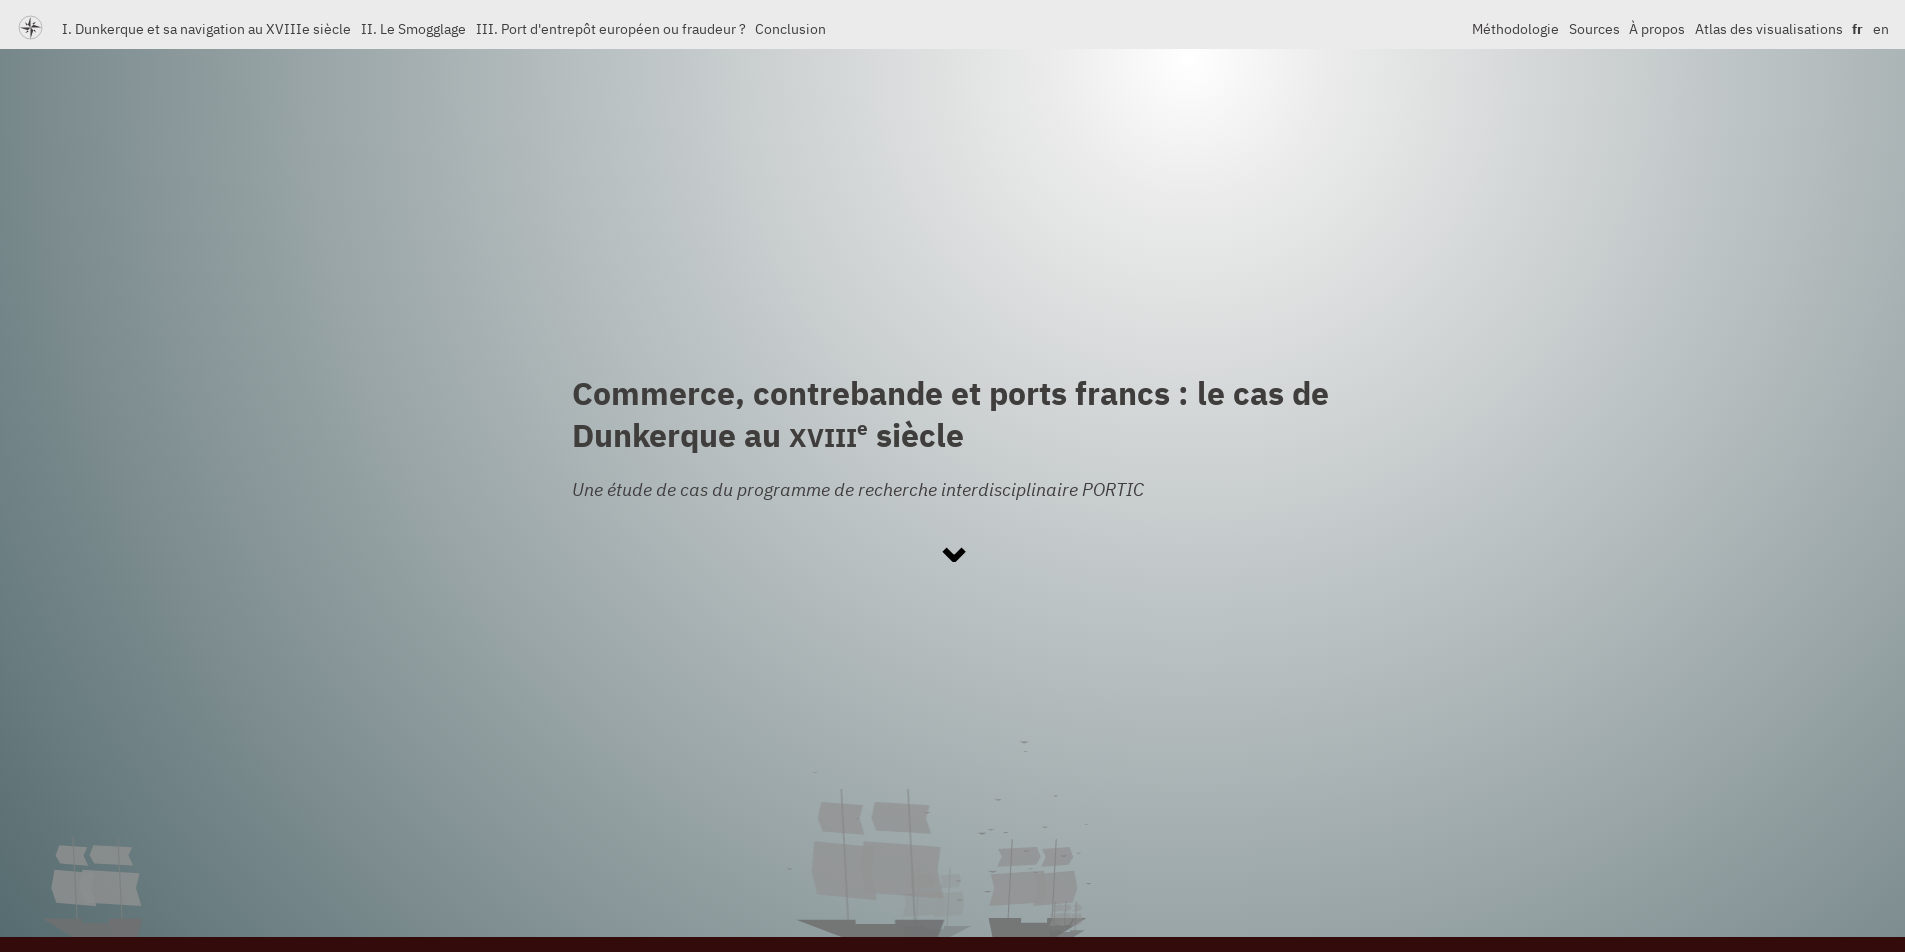 I. Dunkerque et sa navigation au XVIIIe siècle II. Le Smogglage III. Port d'entrepôt européen ou fraudeur ? Conclusion Méthodologie Sources À propos Atlas des visualisations fr en
Commerce, contrebande et ports francs : le cas de
Dunkerque au XVIIIe siècle
Une étude de cas du programme de recherche interdisciplinaire PORTIC